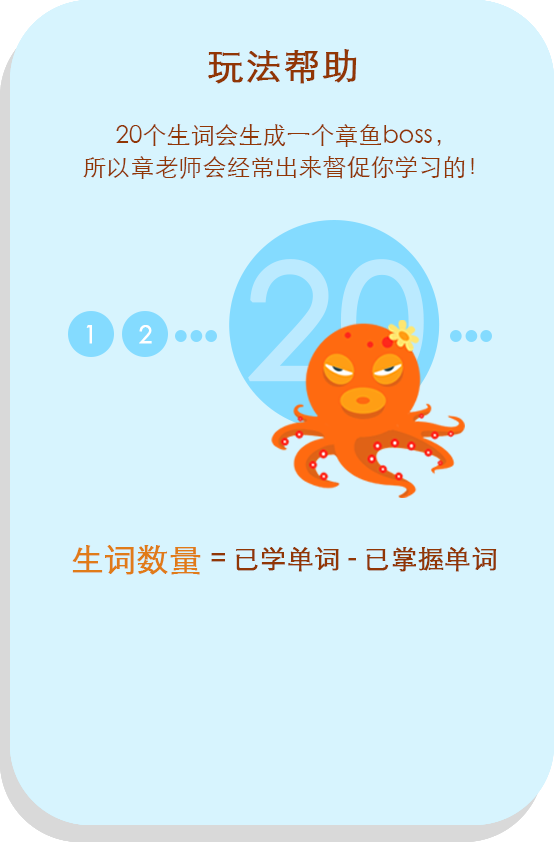 玩法帮助
20个生词会生成一个章鱼boss，
所以章老师会经常出来督促你学习的！
1 2 ••• 20 •••
生词数量 = 已学单词 - 已掌握单词